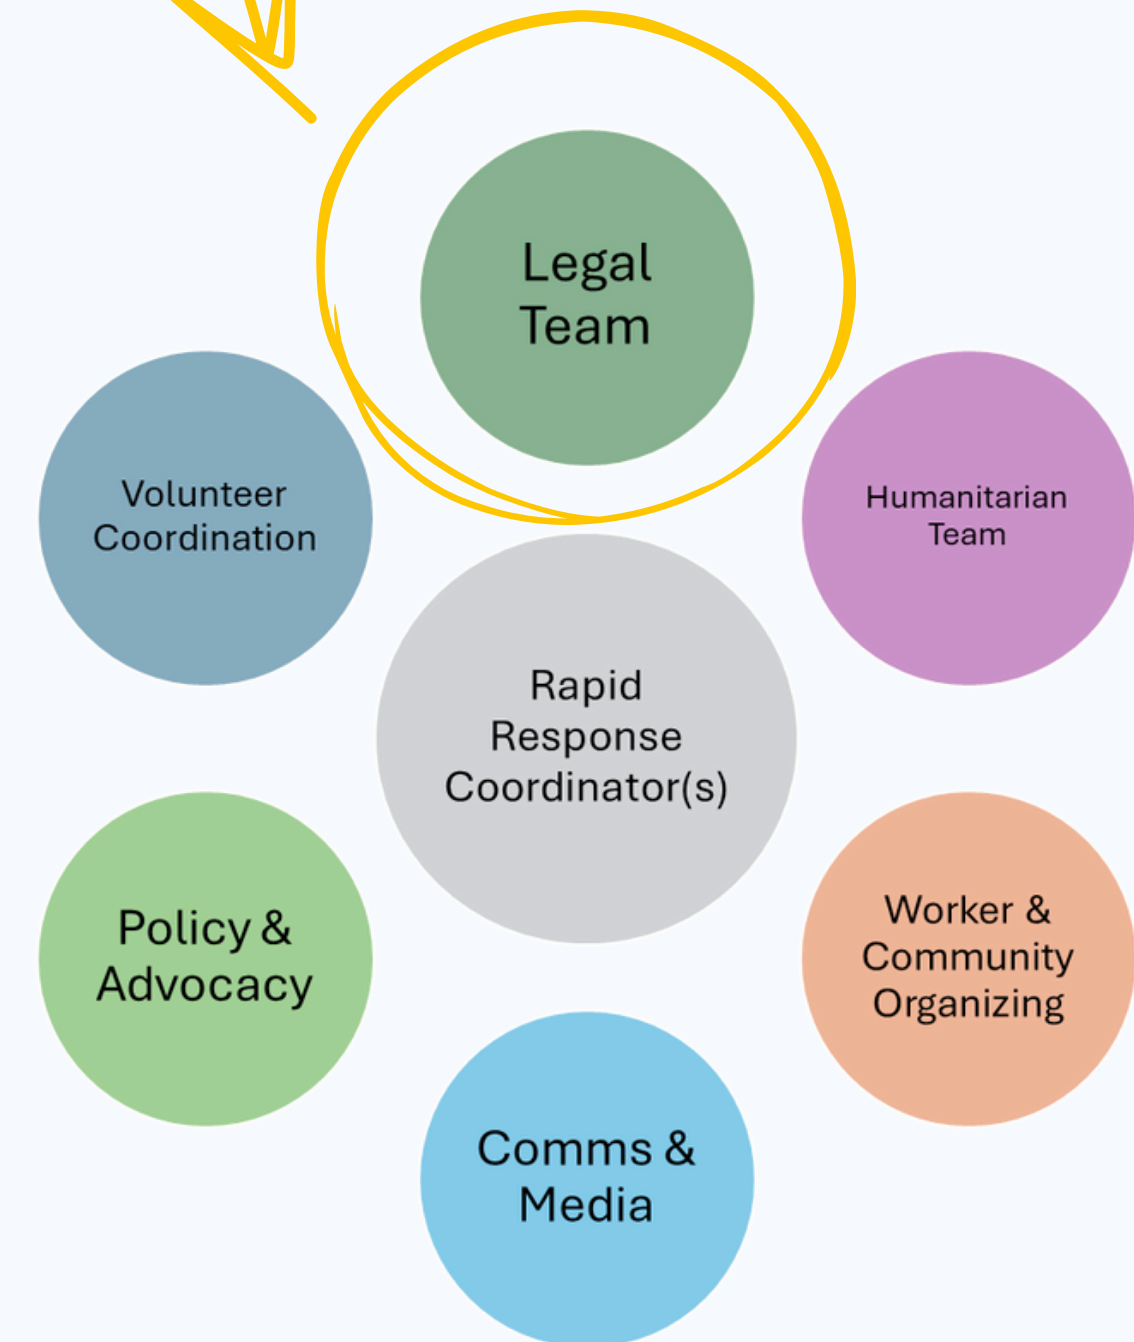 Legal
Team
Volunteer
Coordination
Humanitarian
Team
Rapid
Response
Coordinator(s)
Policy &
Advocacy
Worker &
Community
Organizing
Comms &
Media